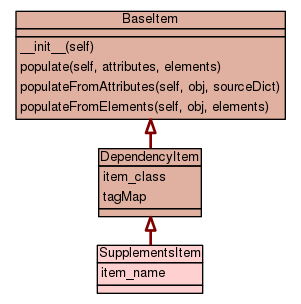 BaseItem
__init__(self)
populate(self, attributes, elements)
populateFromAttributes(self, obj, sourceDict)
populateFromElements(self, obj, elements)
DependencyItem
item_class
tagMap
SupplementsItem
item_name